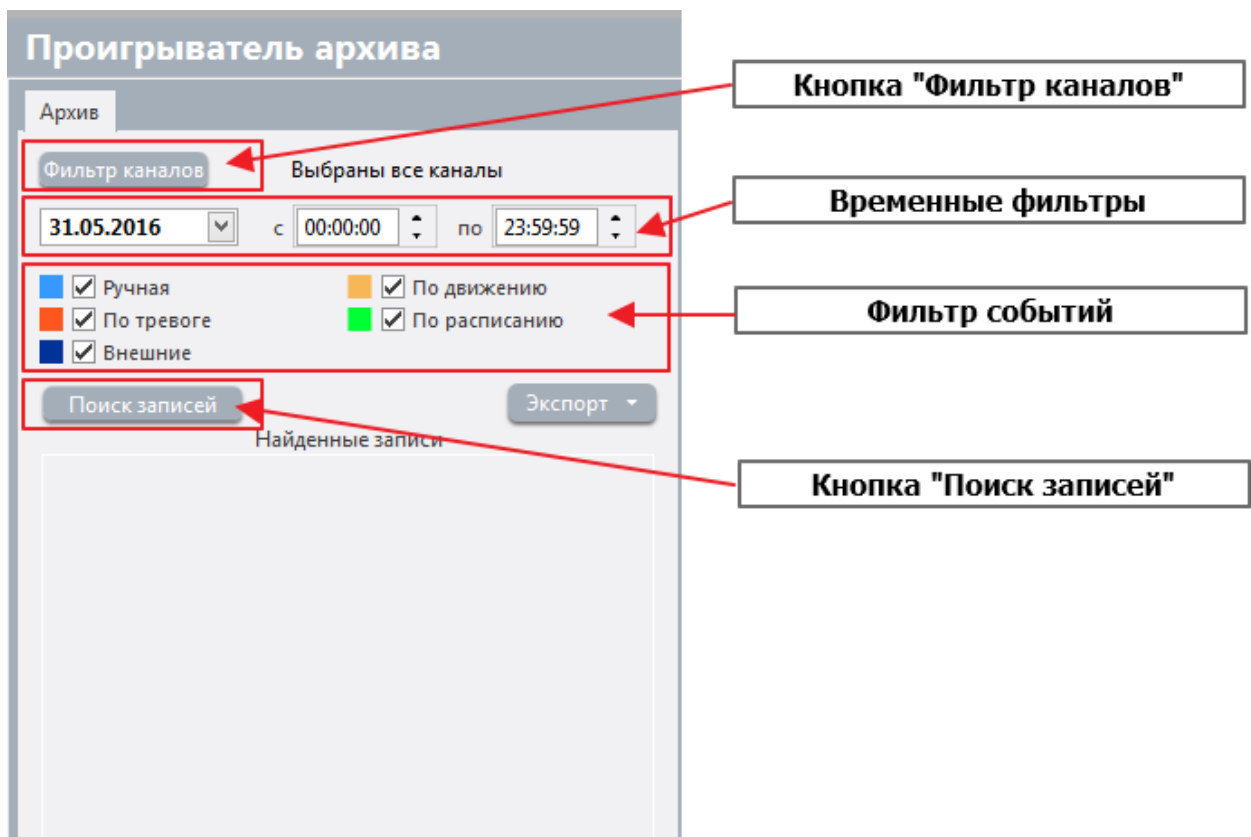 Проигрыватель архива
Кнопка "Фильтр каналов"
Архив
Фильтр каналов Выбраны все каналы
Временные фильтры
31.05.2016 с 00:00:00 по 23:59:59
Ручная По движению
Фильтр событий
По тревоге По расписанию
Внешние
Поиск записей Экспорт
Найденные записи
Кнопка "Поиск записей"